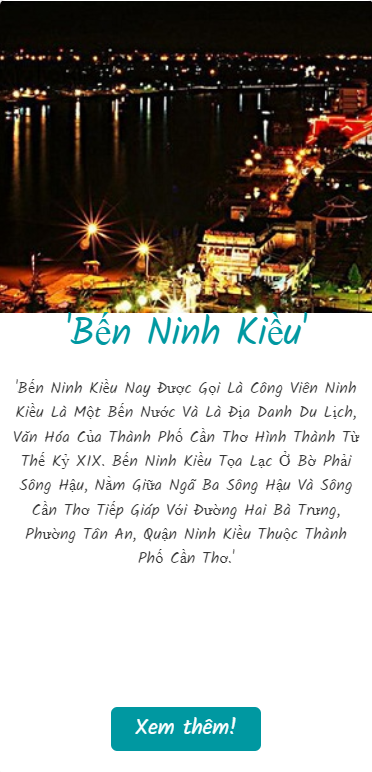 'Bến Ninh Kiều'
'Bến Ninh Kiều Nay Được Gọi Là Công Viên Ninh
Kiều Là Một Bến Nước Và Là Địa Danh Du Lịch,
Văn Hóa Của Thành Phố Cần Thơ Hình Thành Từ
Thế Kỷ XIX. Bến Ninh Kiều Tọa Lạc Ở Bờ Phải
Sông Hậu, Nằm Giữa Ngã Ba Sông Hậu Và Sông
Cần Thơ Tiếp Giáp Với Đường Hai Bà Trưng,
Phường Tân An, Quận Ninh Kiều Thuộc Thành
Phố Cần Thơ.'
Xem thêm!